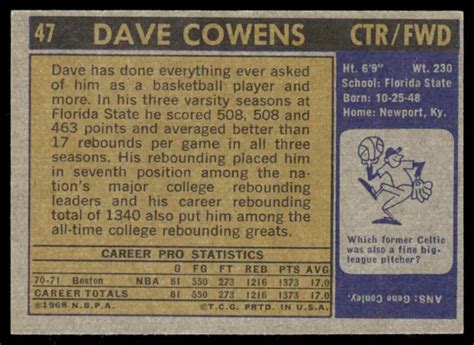 47 DAVE COWENS CTR/FWD
Dave has done everything ever asked
of him as a basketball player and
more. In his three varsity seasons at
Florida State he scored 508, 508 and
463 points and averaged better than
17 rebounds per game in all three
seasons. His rebounding placed him
in seventh position among the na-
tion's major college rebounding
leaders and his career rebounding
total of 1340 also put him among the
all-time college rebounding greats.
Ht. 6'9" Wt. 230
School: Florida State
Born: 10-25-48
Home: Newport, Ky.
Which former Celtic
was also a fine big-
league pitcher?
ANS: Gene Conley.
CAREER PRO STATISTICS
G FG FT REB PTS AVG
70-71 Boston NBA 81 550 273 1216 1373 17.0
CAREER TOTALS 81 550 273 1216 1373 17.0
©1968 N.B.P.A. ©T.C.G. PRTD. IN U.S.A.